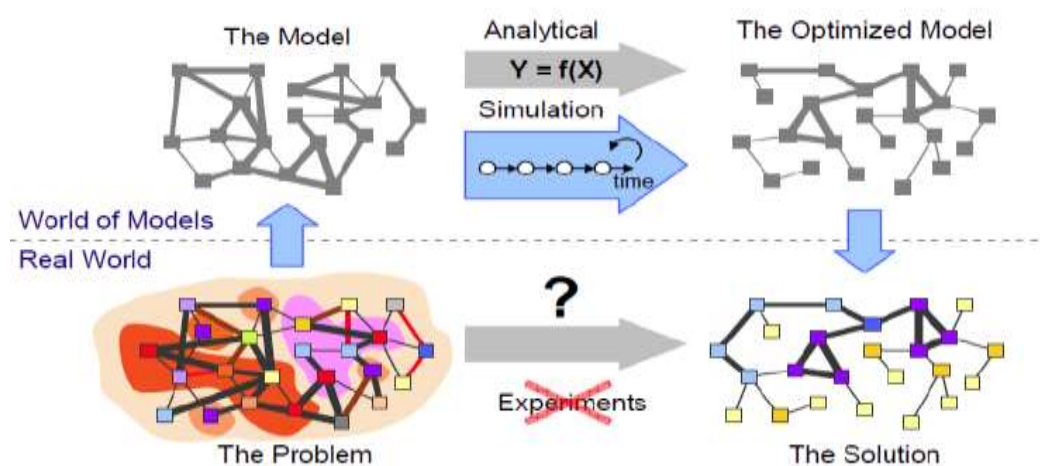 The Model
Analytical
The Optimized Model
Y = f(X)
Simulation
time
World of Models
Real World
?
Experiments
The Problem
The Solution